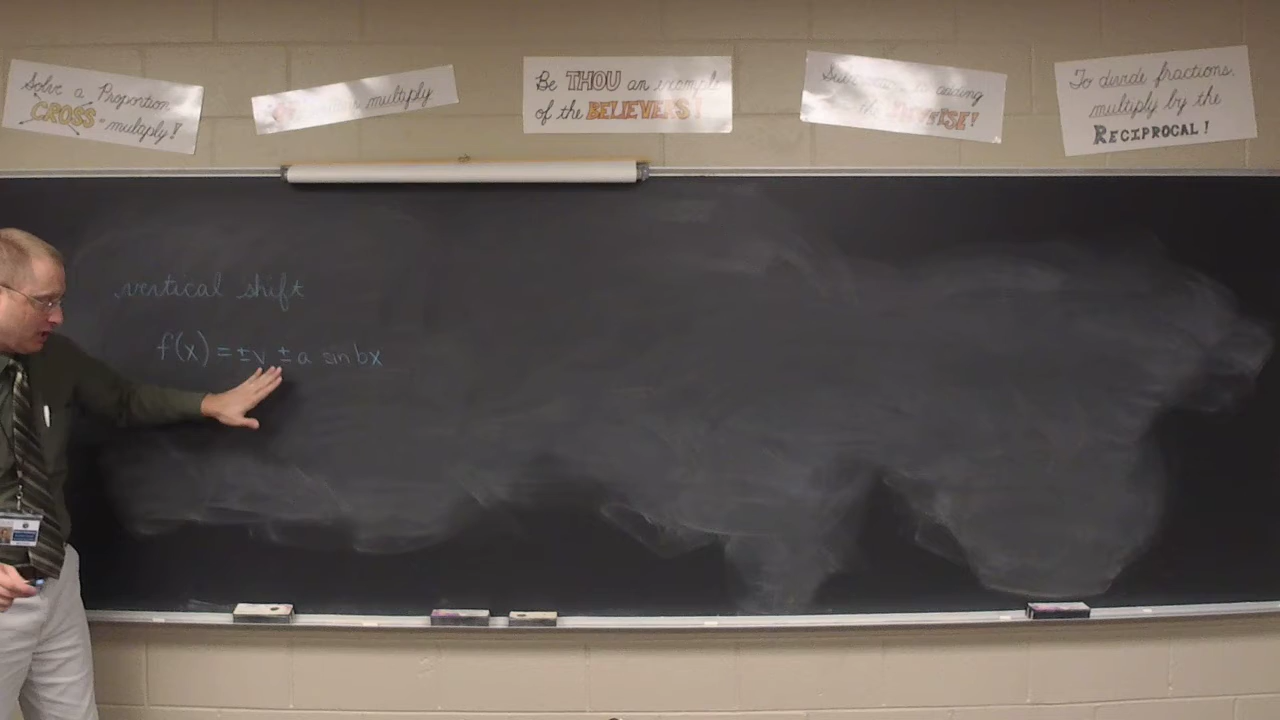 Solve a Proportion
CROSS-multiply!
multiply
Be THOU an example
of the BELIEVERS!
adding
the
To divide fractions,
multiply by the
RECIPROCAL!
vertical shift
f(x) = ±v ±a sin bx